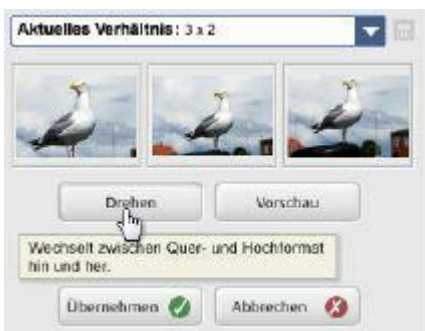 Aktuelles Verhältnis: 3 x 2
Drehen Vorschau
Wechselt zwischen Quer- und Hochformat
hin und her.
Übernehmen Abbrechen